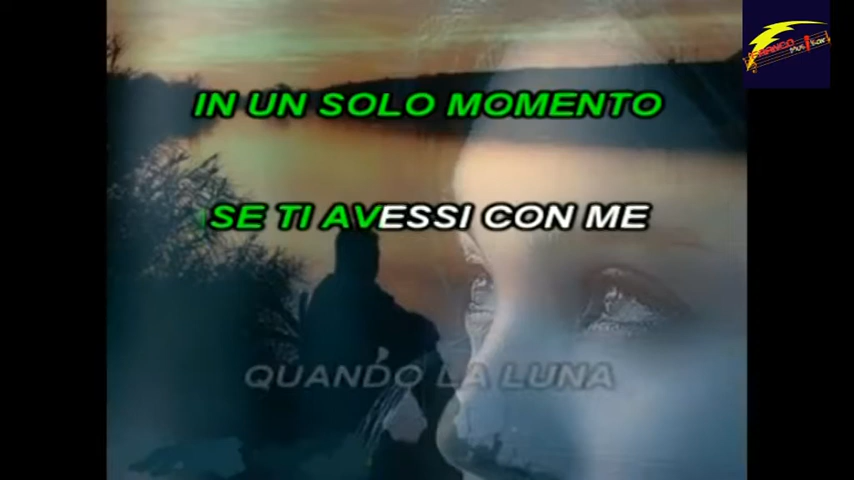 IN UN SOLO MOMENTO
SE TI AVESSI CON ME
QUANDO LA LUNA